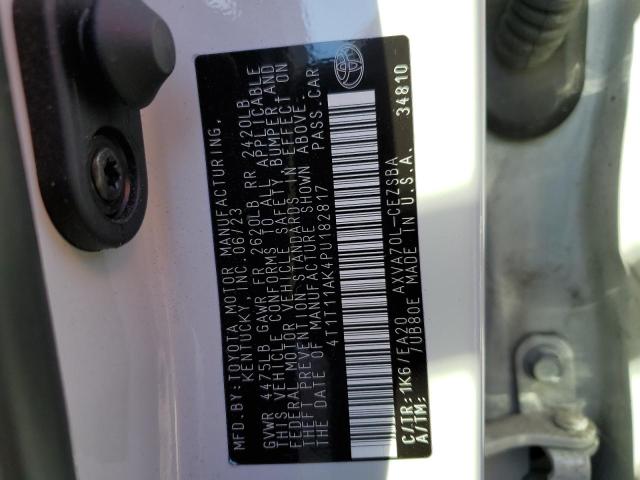 MFD.BY:TOYOTA MOTOR MANUFACTURING,
KENTUCKY, INC. 06/23
GVWR 4475LB GAWR FR 2620LB RR 2420LB
THIS VEHICLE CONFORMS TO ALL APPLICABLE
FEDERAL MOTOR VEHICLE SAFETY, BUMPER, AND
THEFT PREVENTION STANDARDS IN EFFECT ON
THE DATE OF MANUFACTURE SHOWN ABOVE.
4T1T11AK4PU182817 PASS.CAR
C/TR:1K6/EA20 AXVA70L-CEZSBA
A/TM: /UB80E MADE IN U.S.A. 34810